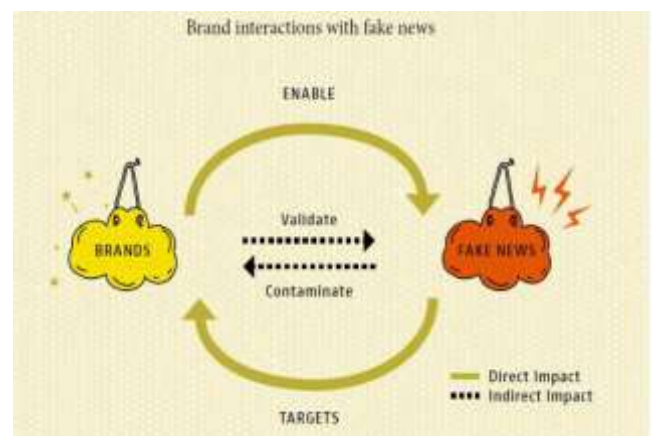 Brand interactions with fake news
ENABLE
Validate
BRANDS
FAKE NEWS
Contaminate
Direct Impact
Indirect Impact
TARGETS